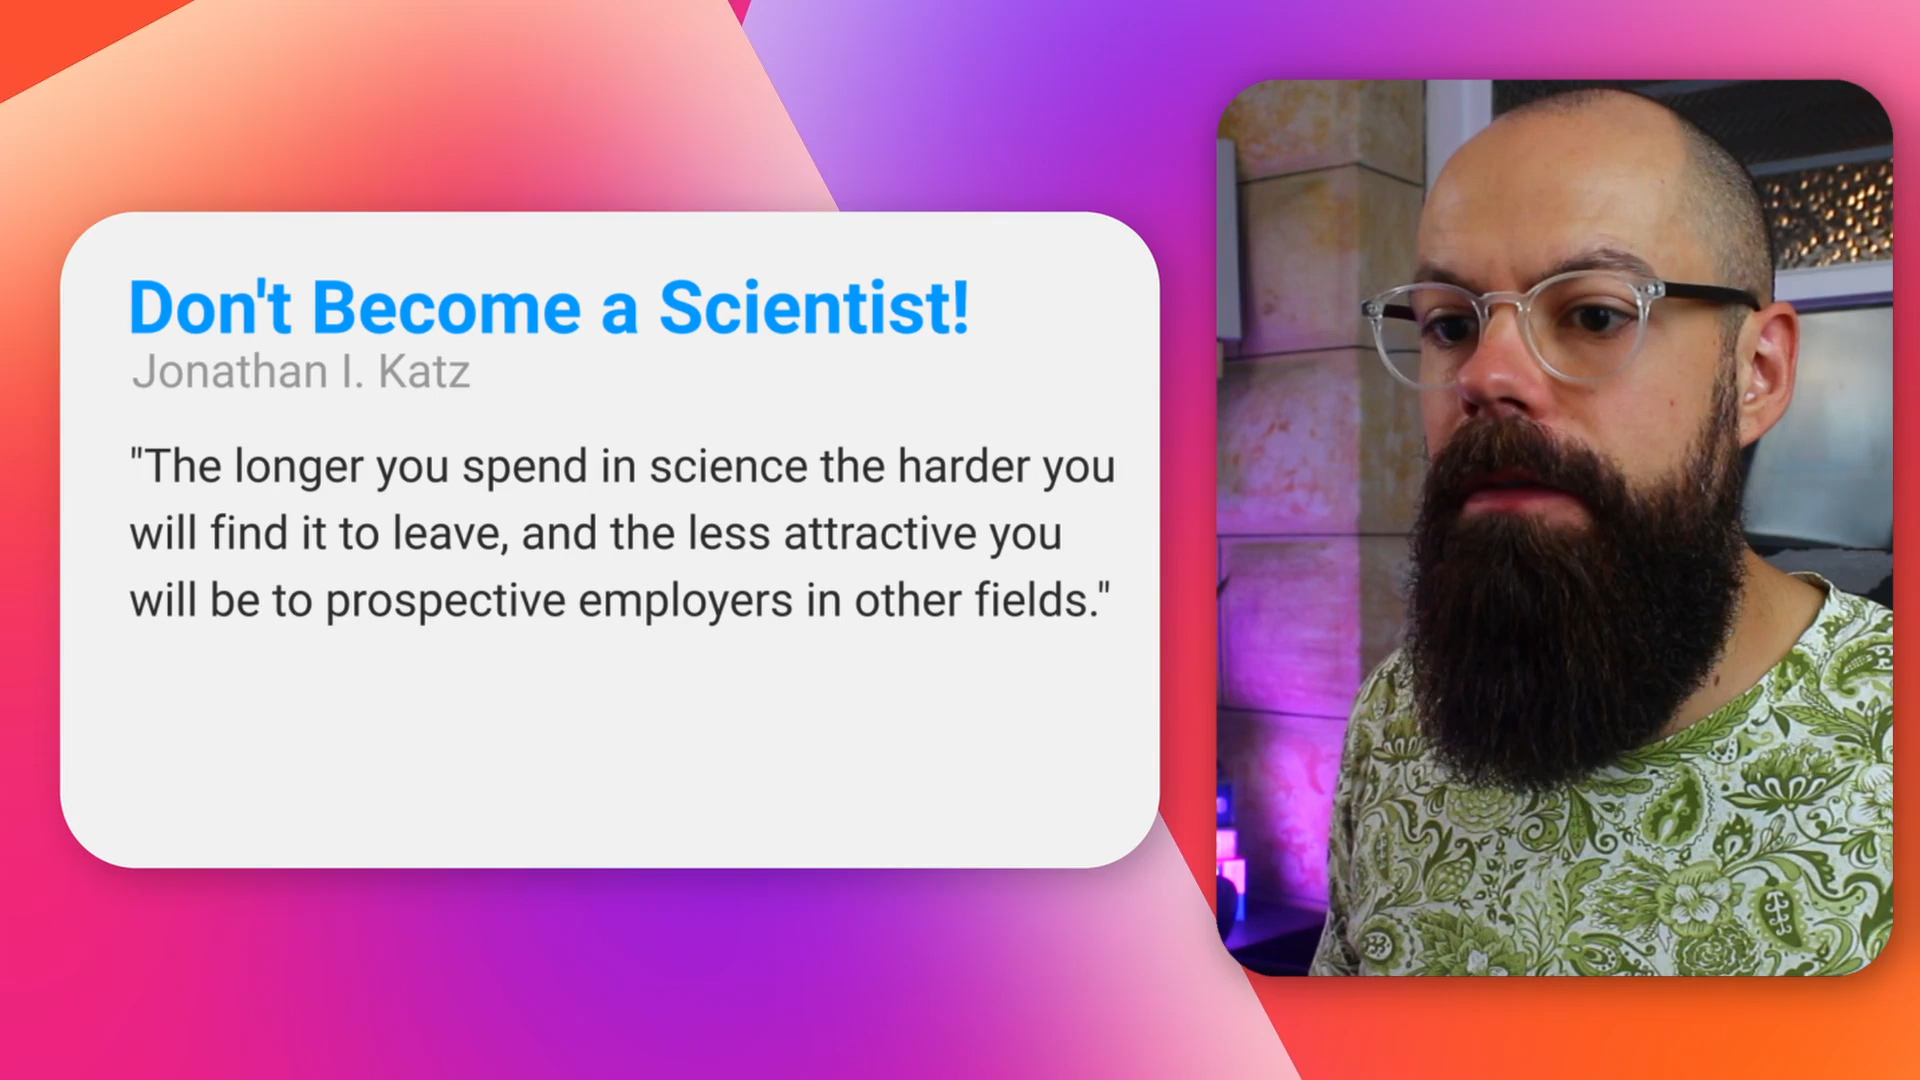 Don't Become a Scientist!
Jonathan I. Katz
"The longer you spend in science the harder you
will find it to leave, and the less attractive you
will be to prospective employers in other fields."